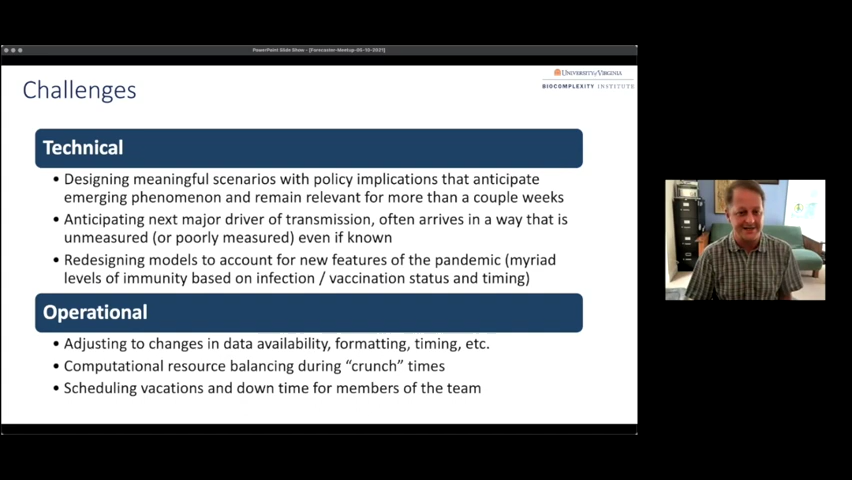 PowerPoint Slide Show - [Forecaster-Meetup-05-10-2021]
Challenges
UNIVERSITY of VIRGINIA
BIOCOMPLEXITY INSTITUTE
Technical
• Designing meaningful scenarios with policy implications that anticipate
emerging phenomenon and remain relevant for more than a couple weeks
• Anticipating next major driver of transmission, often arrives in a way that is
unmeasured (or poorly measured) even if known
• Redesigning models to account for new features of the pandemic (myriad
levels of immunity based on infection / vaccination status and timing)
Operational
• Adjusting to changes in data availability, formatting, timing, etc.
• Computational resource balancing during “crunch” times
• Scheduling vacations and down time for members of the team